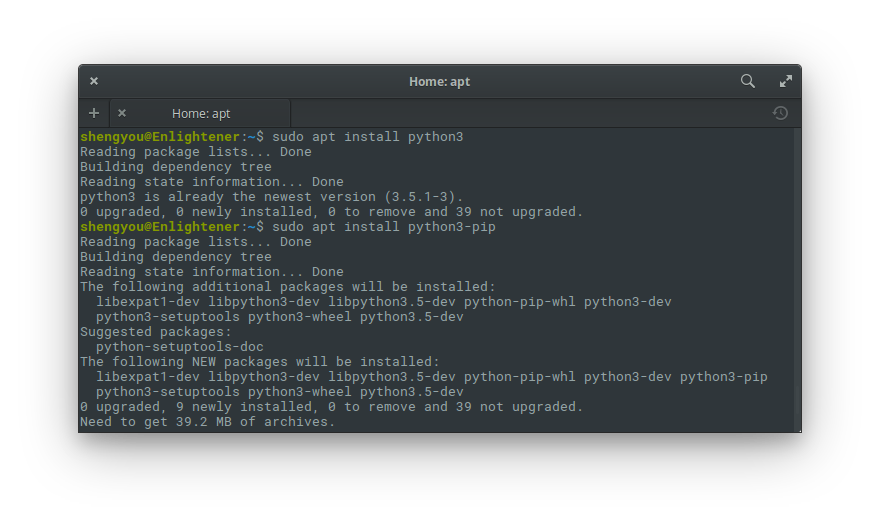 Home: apt
Home: apt
shengyou@Enlightener:~$ sudo apt install python3
Reading package lists... Done
Building dependency tree
Reading state information... Done
python3 is already the newest version (3.5.1-3).
0 upgraded, 0 newly installed, 0 to remove and 39 not upgraded.
shengyou@Enlightener:~$ sudo apt install python3-pip
Reading package lists... Done
Building dependency tree
Reading state information... Done
The following additional packages will be installed:
  libexpat1-dev libpython3-dev libpython3.5-dev python-pip-whl python3-dev
  python3-setuptools python3-wheel python3.5-dev
Suggested packages:
  python-setuptools-doc
The following NEW packages will be installed:
  libexpat1-dev libpython3-dev libpython3.5-dev python-pip-whl python3-dev python3-pip
  python3-setuptools python3-wheel python3.5-dev
0 upgraded, 9 newly installed, 0 to remove and 39 not upgraded.
Need to get 39.2 MB of archives.